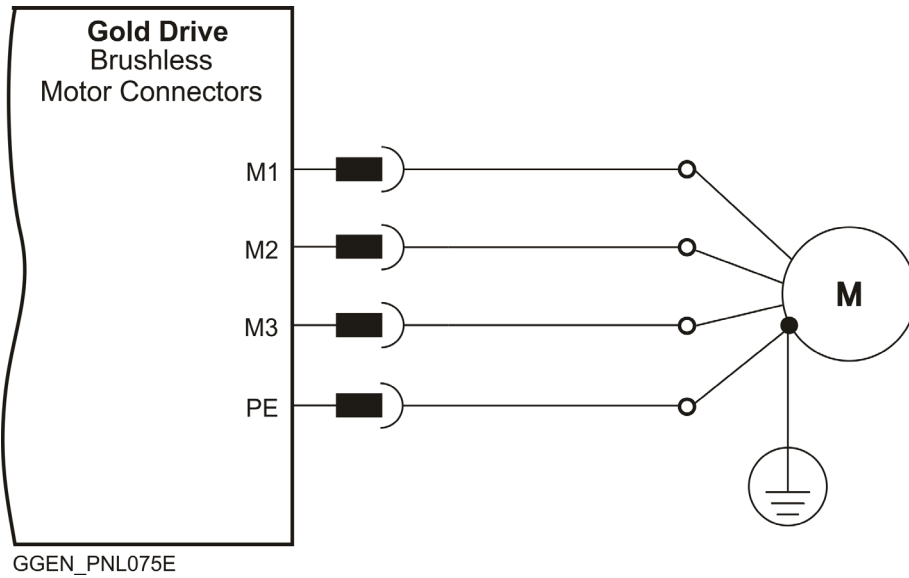 Gold Drive
Brushless
Motor Connectors
M1
M2
M3
PE
M
GGEN_PNL075E